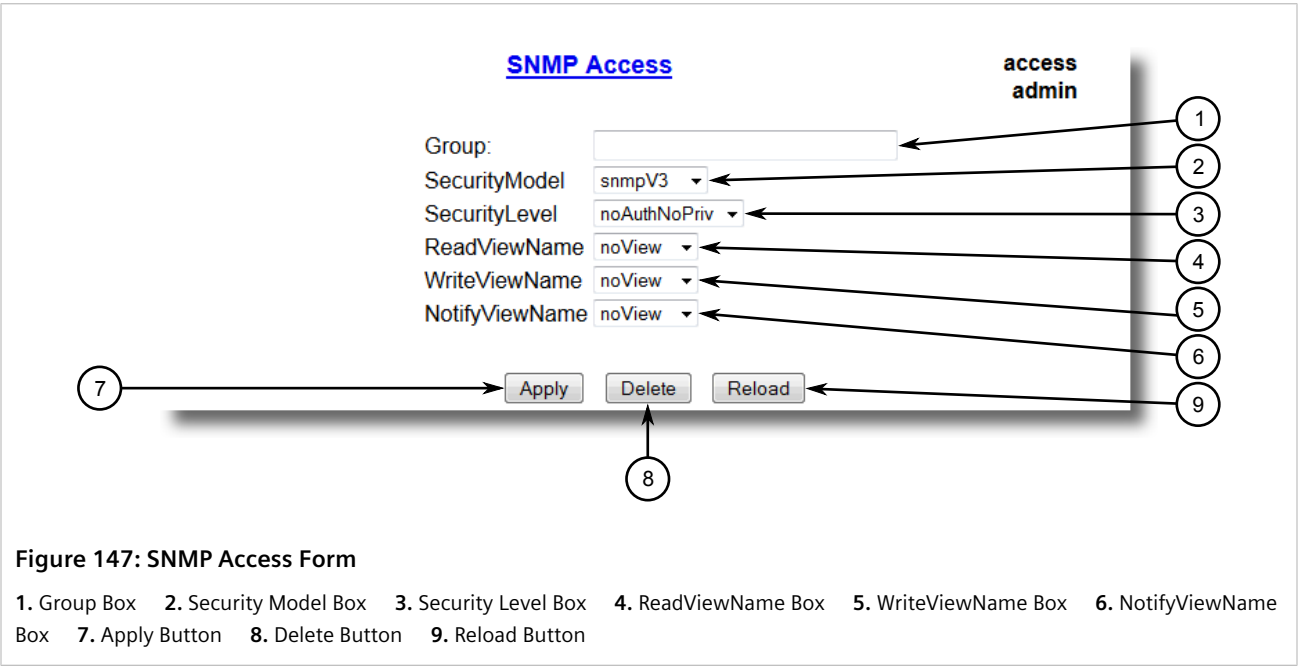 SNMP Access
access
admin
Group:
SecurityModel snmpV3
SecurityLevel noAuthNoPriv
ReadViewName noView
WriteViewName noView
NotifyViewName noView
Apply Delete Reload
1
2
3
4
5
6
7
8
9
Figure 147: SNMP Access Form
1. Group Box 2. Security Model Box 3. Security Level Box 4. ReadViewName Box 5. WriteViewName Box 6. NotifyViewName
Box 7. Apply Button 8. Delete Button 9. Reload Button